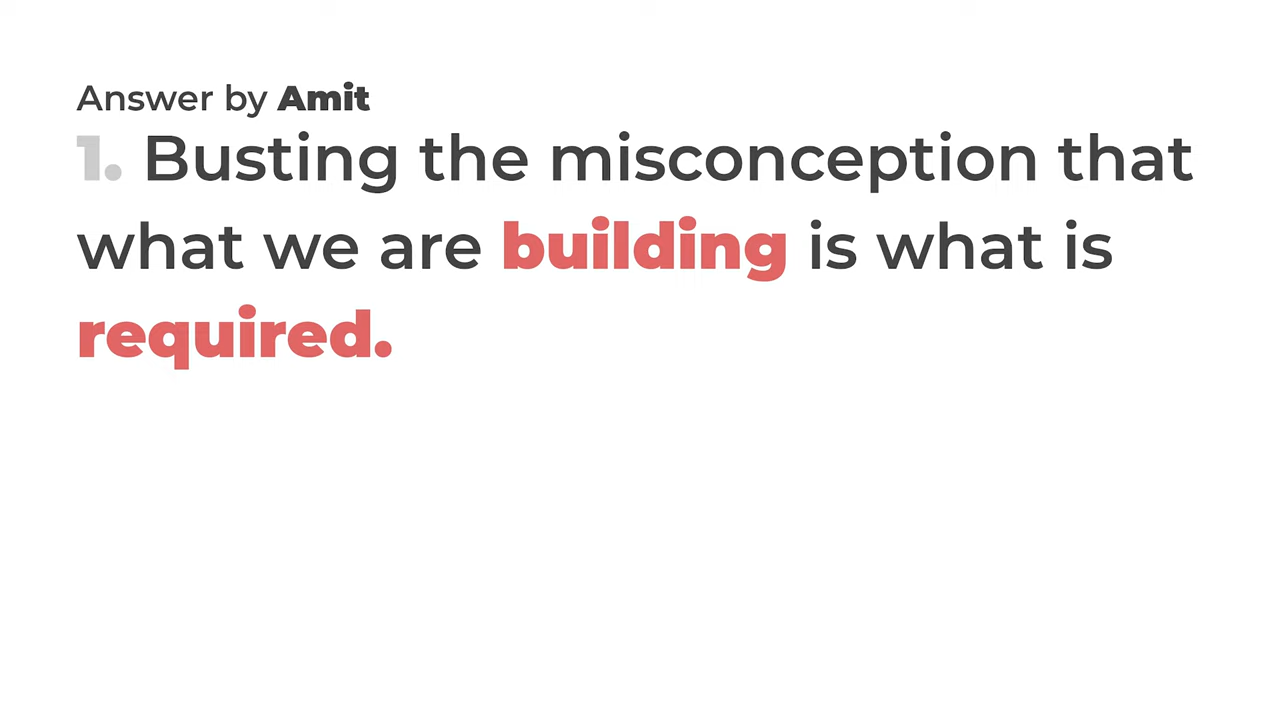 Answer by Amit
1. Busting the misconception that
what we are building is what is
required.